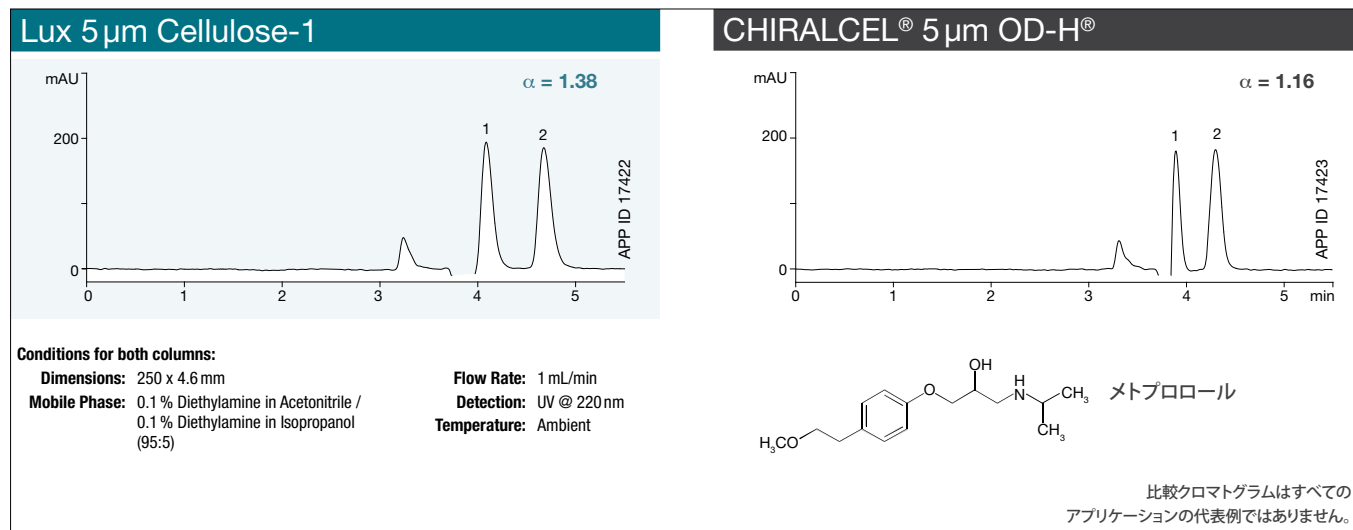 Lux 5 µm Cellulose-1
mAU
α = 1.38
200
0
1
2
APP ID 17422
0 1 2 3 4 5
CHIRALCEL® 5 µm OD-H®
mAU
α = 1.16
200
0
1
2
APP ID 17423
0 1 2 3 4 5 min
Conditions for both columns:
Dimensions: 250 x 4.6 mm
Mobile Phase: 0.1 % Diethylamine in Acetonitrile /
0.1 % Diethylamine in Isopropanol
(95:5)
Flow Rate: 1 mL/min
Detection: UV @ 220 nm
Temperature: Ambient
OH
O
H
N
CH₃
CH₃
H₃CO
メトプロロール
比較クロマトグラムはすべての
アプリケーションの代表例ではありません。